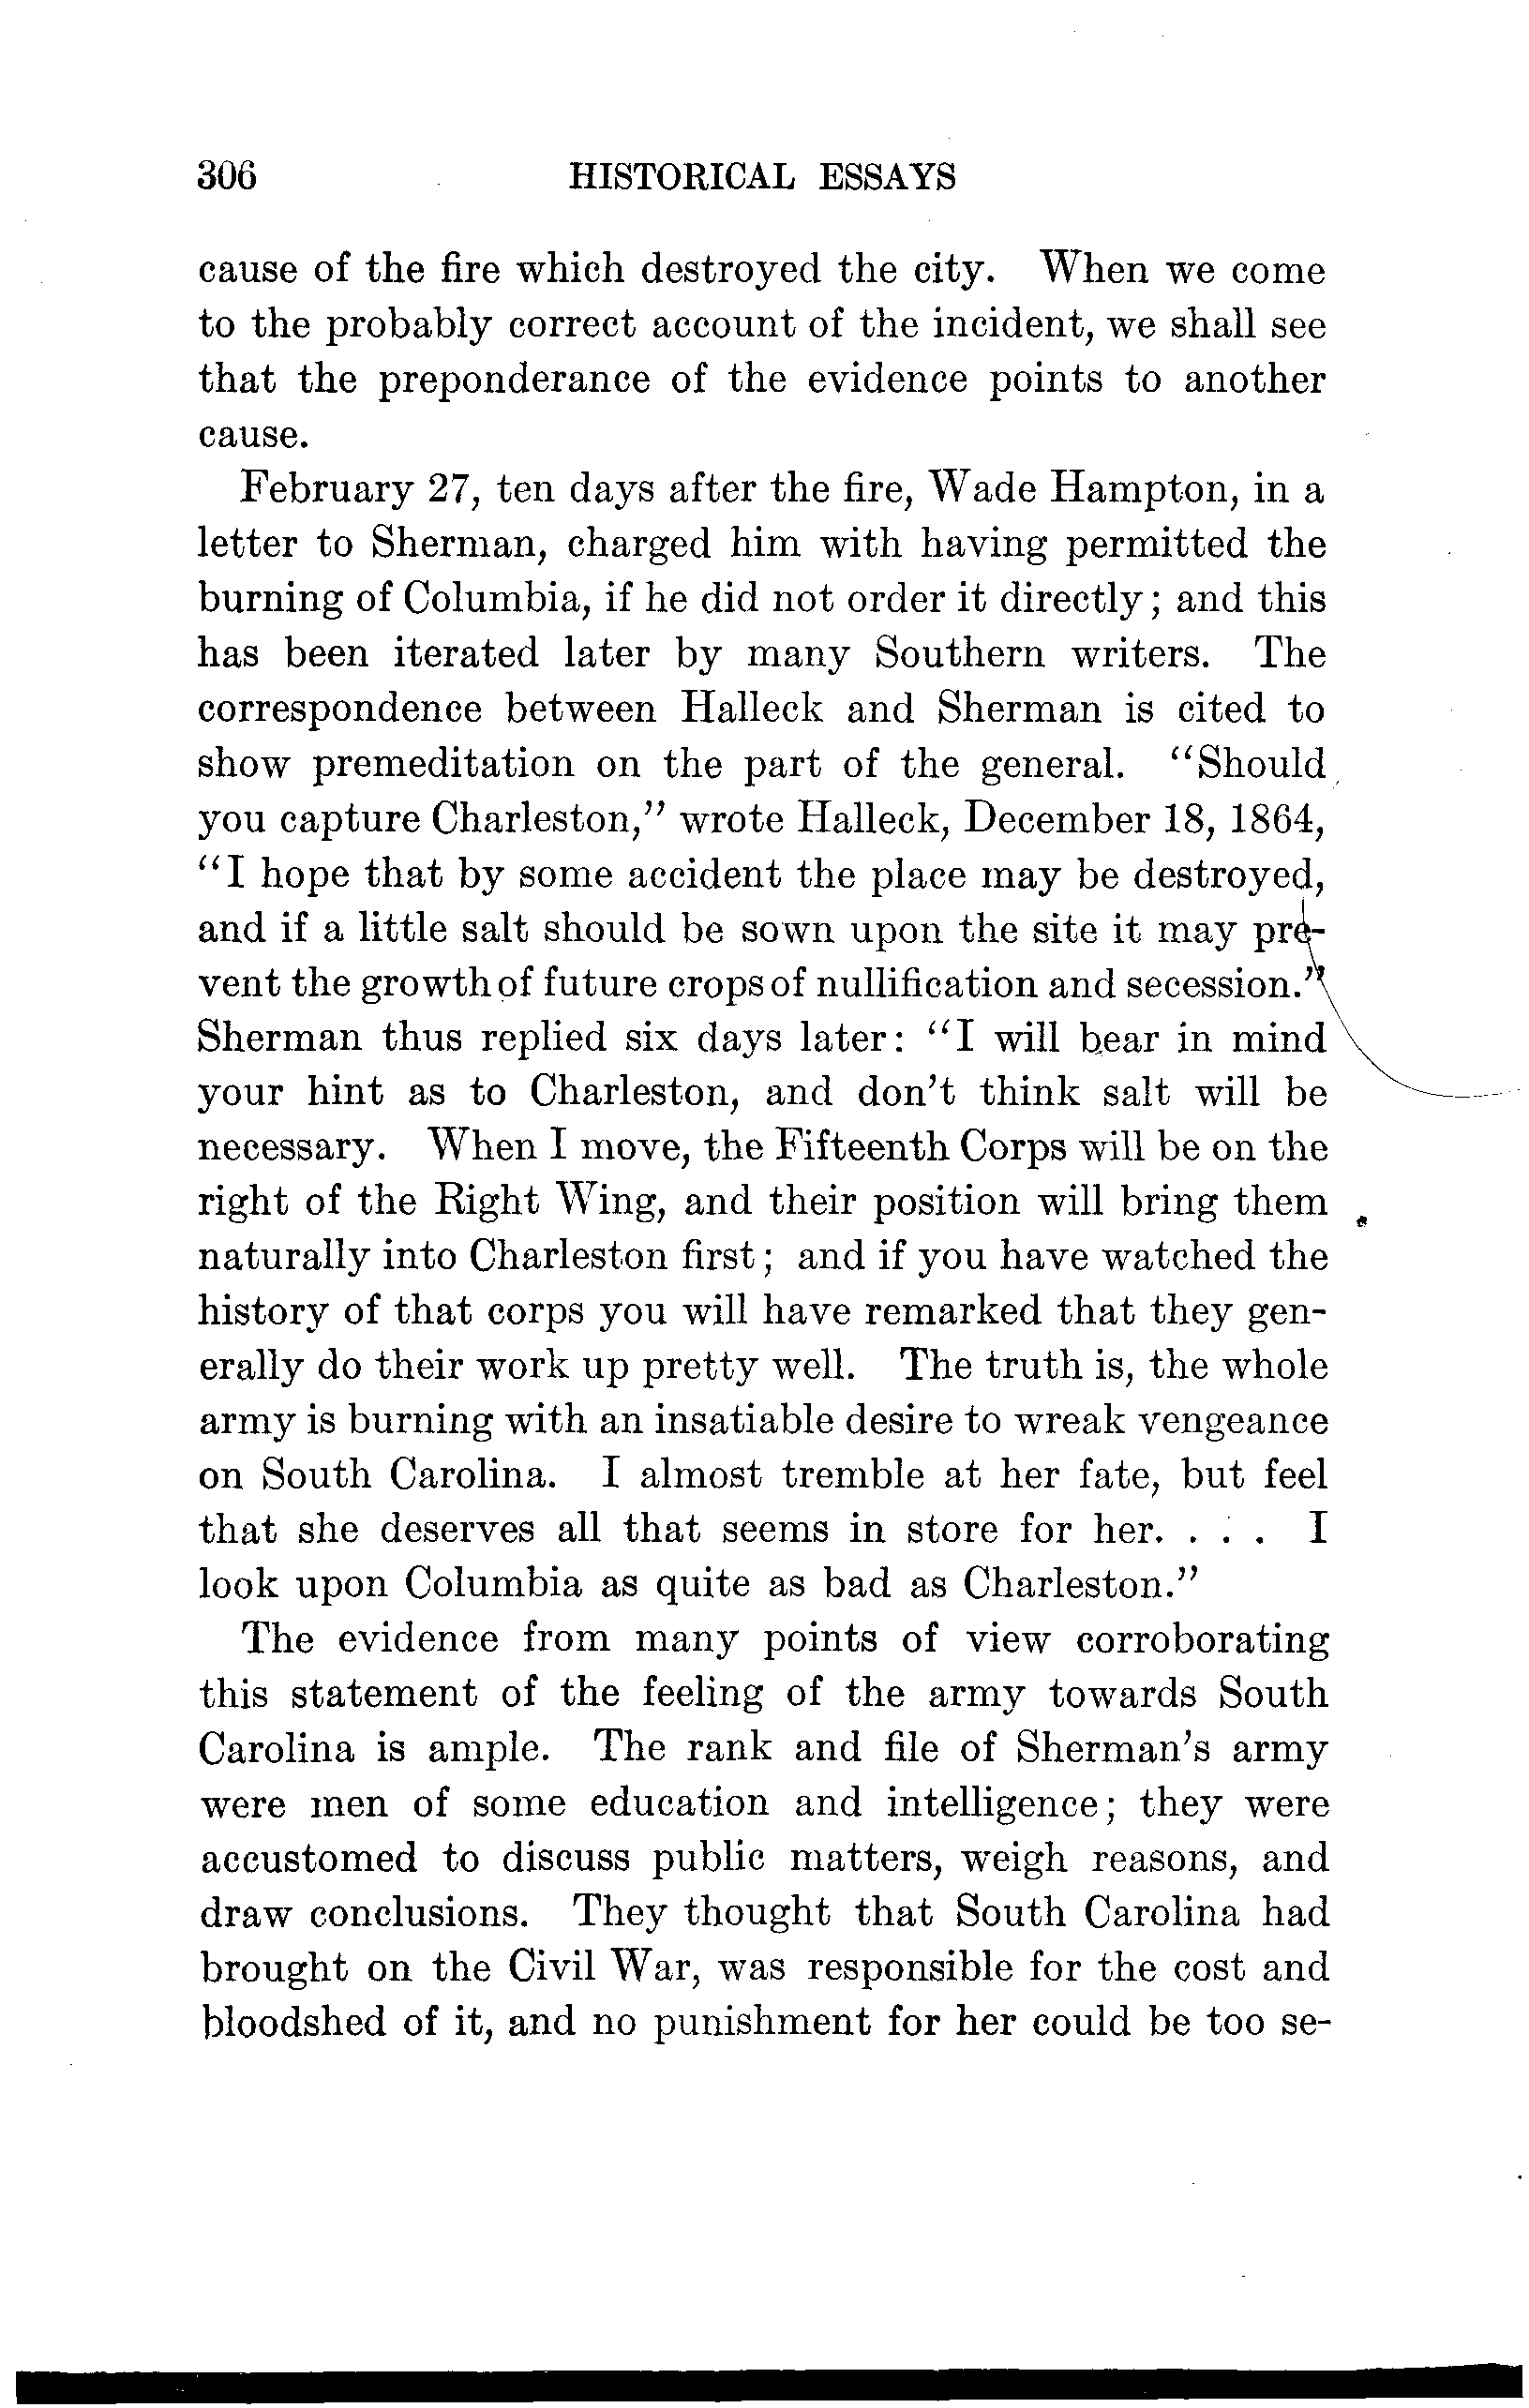 306 HISTORICAL ESSAYS
cause of the fire which destroyed the city. When we come
to the probably correct account of the incident, we shall see
that the preponderance of the evidence points to another
cause.
February 27, ten days after the fire, Wade Hampton, in a
letter to Sherman, charged him with having permitted the
burning of Columbia, if he did not order it directly; and this
has been iterated later by many Southern writers. The
correspondence between Halleck and Sherman is cited to
show premeditation on the part of the general. "Should
you capture Charleston," wrote Halleck, December 18, 1864,
"I hope that by some accident the place may be destroyed,
and if a little salt should be sown upon the site it may pre-
vent the growth of future crops of nullification and secession."
Sherman thus replied six days later: "I will bear in mind
your hint as to Charleston, and don't think salt will be
necessary. When I move, the Fifteenth Corps will be on the
right of the Right Wing, and their position will bring them
naturally into Charleston first; and if you have watched the
history of that corps you will have remarked that they gen-
erally do their work up pretty well. The truth is, the whole
army is burning with an insatiable desire to wreak vengeance
on South Carolina. I almost tremble at her fate, but feel
that she deserves all that seems in store for her. . . . I
look upon Columbia as quite as bad as Charleston."
The evidence from many points of view corroborating
this statement of the feeling of the army towards South
Carolina is ample. The rank and file of Sherman's army
were men of some education and intelligence; they were
accustomed to discuss public matters, weigh reasons, and
draw conclusions. They thought that South Carolina had
brought on the Civil War, was responsible for the cost and
bloodshed of it, and no punishment for her could be too se-